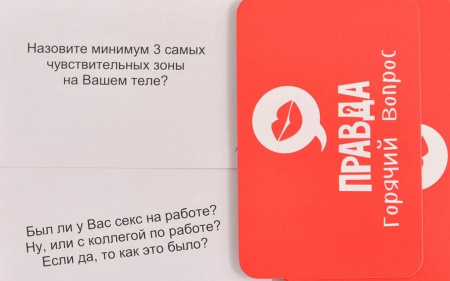 Назовите минимум 3 самых
чувствительных зоны
на Вашем теле?
Был ли у Вас секс на работе?
Ну, или с коллегой по работе?
Если да, то как это было?
ПРАВДА
Горячий Вопрос